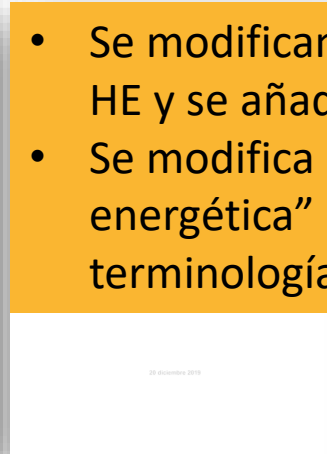 • Se modifican
HE y se añad
• Se modifica
energética”
terminología
20 diciembre 2019